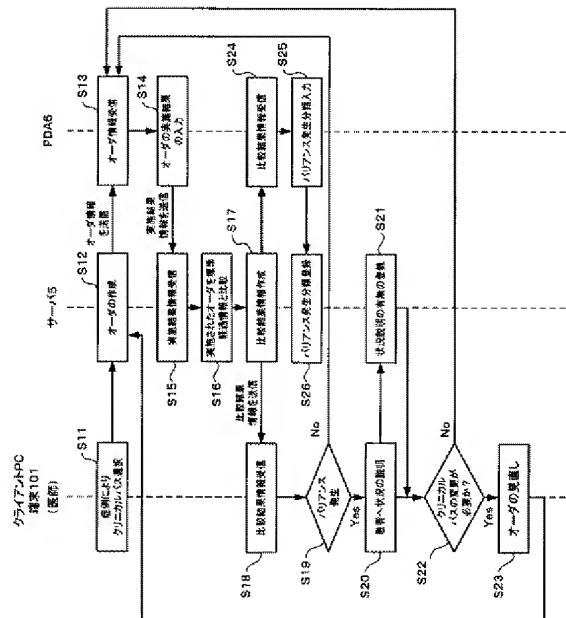 クライアントPC
端末101
(医師)
サーバ5
PDA6
S11
症例により
クリニカルパス選択
S12
オーダの作成
オーダ情報
を送信
S13
オーダ情報受信
S14
オーダの実施結果
の入力
実施結果
情報を送信
S15
実施結果情報受信
S16
実施されたオーダを標準
経過情報と比較
S17
比較結果情報作成
比較結果
情報を送信
S18
比較結果情報受信
S24
比較結果情報受信
S25
バリアンス発生分類入力
S26
バリアンス発生分類登録
S19
バリアンス
発生
No
Yes
S20
患者へ状況の説明
S21
状況説明の有無の登録
S22
クリニカル
パスの変更が
必要か?
No
Yes
S23
オーダの見直し